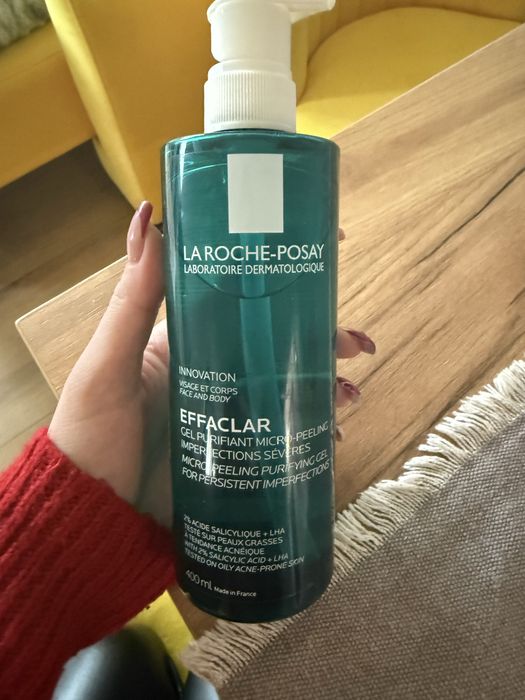 LA ROCHE-POSAY
LABORATOIRE DERMATOLOGIQUE
INNOVATION
VISAGE ET CORPS
FACE AND BODY
EFFACLAR
GEL PURIFIANT MICRO-PEELING
IMPERFECTIONS SÉVÈRES
MICRO-PEELING PURIFYING GEL
FOR PERSISTENT IMPERFECTIONS
2% ACIDE SALICYLIQUE + LHA
TESTÉ SUR PEAUX GRASSES
À TENDANCE ACNÉIQUE
WITH 2% SALICYLIC ACID + LHA
TESTED ON OILY ACNE-PRONE SKIN
400 ml Made in France